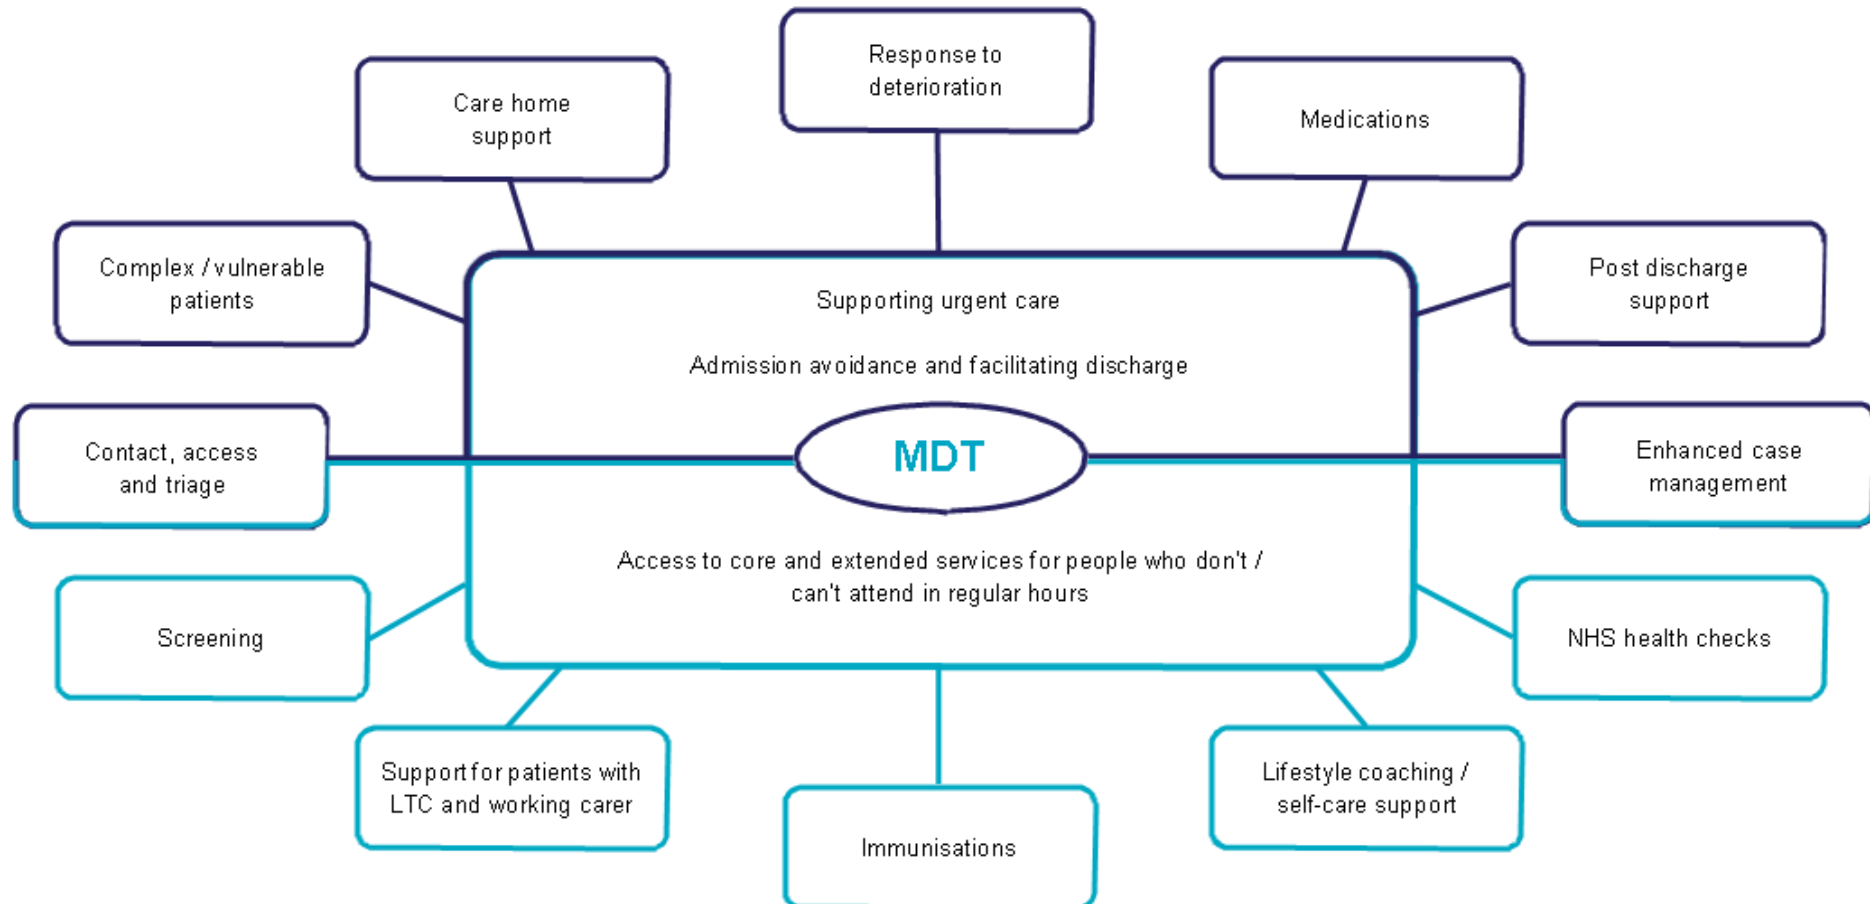 Response to
deterioration
Care home
support
Medications
Complex / vulnerable
patients
Post discharge
support
Supporting urgent care
Admission avoidance and facilitating discharge
Contact, access
and triage
MDT
Enhanced case
management
Access to core and extended services for people who don't /
can't attend in regular hours
Screening
NHS health checks
Support for patients with
LTC and working carer
Immunisations
Lifestyle coaching /
self-care support